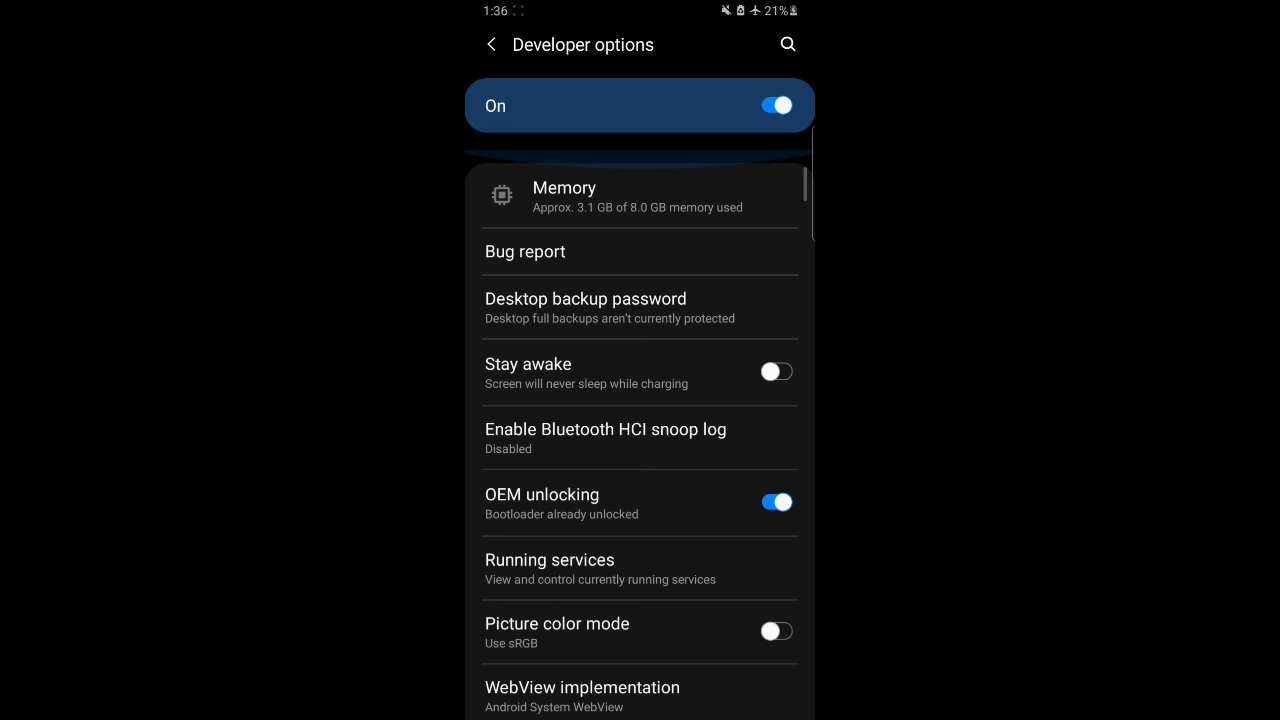 1:36
21%
Developer options
On
Memory
Approx. 3.1 GB of 8.0 GB memory used
Bug report
Desktop backup password
Desktop full backups aren't currently protected
Stay awake
Screen will never sleep while charging
Enable Bluetooth HCI snoop log
Disabled
OEM unlocking
Bootloader already unlocked
Running services
View and control currently running services
Picture color mode
Use sRGB
WebView implementation
Android System WebView